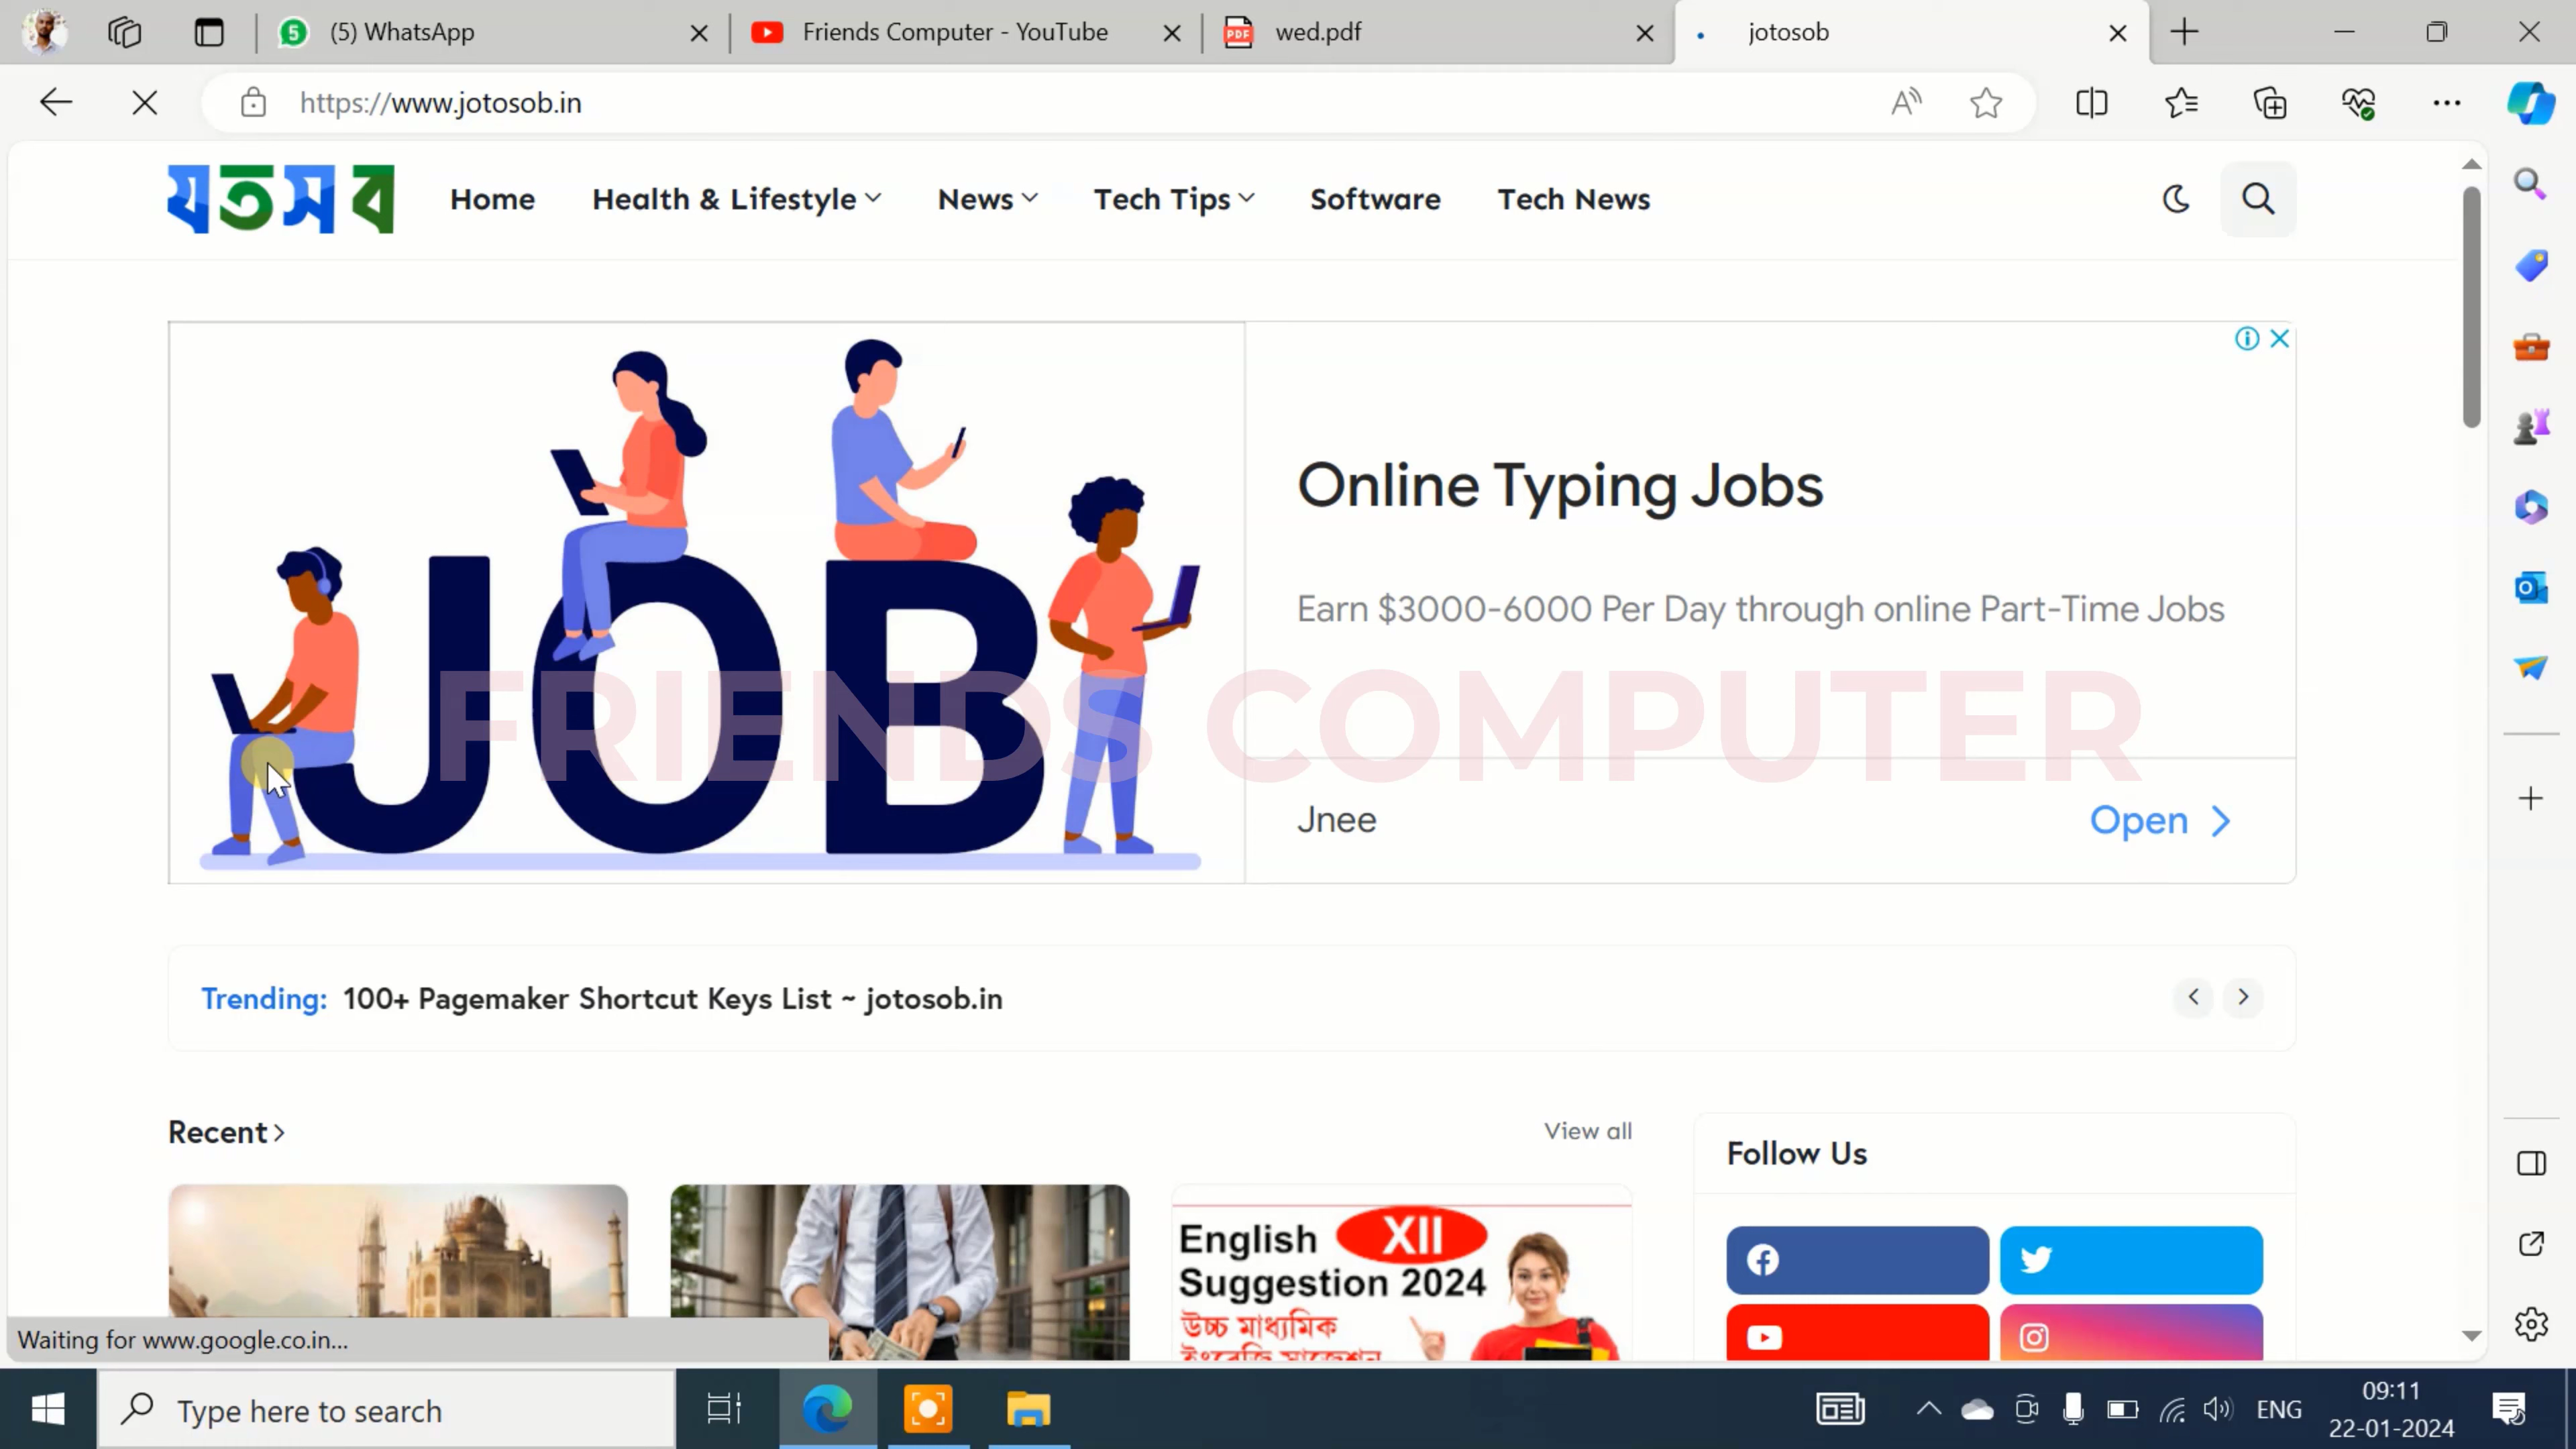 (5) WhatsApp
Friends Computer - YouTube
wed.pdf
jotosob
https://www.jotosob.in
যতসব
Home
Health & Lifestyle
News
Tech Tips
Software
Tech News
JOB
Online Typing Jobs
Earn $3000-6000 Per Day through online Part-Time Jobs
FRIENDS COMPUTER
Jnee
Open
Trending: 100+ Pagemaker Shortcut Keys List ~ jotosob.in
Recent
View all
Follow Us
English XII
Suggestion 2024
উচ্চ মাধ্যমিক
ইংরেজি সাজেশন
Waiting for www.google.co.in...
Type here to search
ENG
09:11
22-01-2024